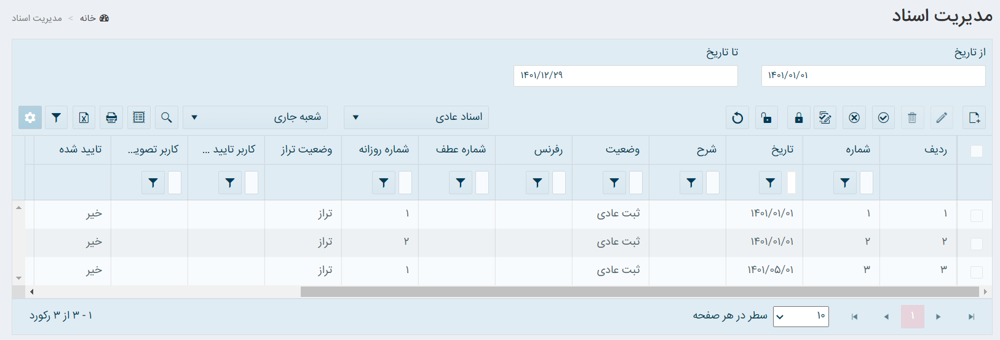 مدیریت اسناد
خانه > مدیریت اسناد
از تاریخ
تا تاریخ
۱۴۰۱/۰۱/۰۱
۱۴۰۱/۱۲/۲۹
اسناد عادی
شعبه جاری
ردیف شماره تاریخ شرح وضعیت رفرنس شماره عطف شماره روزانه وضعیت تراز کاربر تایید ... کاربر تصویـ... تایید شده
۱ ۱ ۱۴۰۱/۰۱/۰۱ ثبت عادی ۱ تراز خیر
۲ ۲ ۱۴۰۱/۰۱/۰۱ ثبت عادی ۲ تراز خیر
۳ ۳ ۱۴۰۱/۰۵/۰۱ ثبت عادی ۱ تراز خیر
۱ ۱۰ سطر در هر صفحه
۱ - ۳ از ۳ رکورد